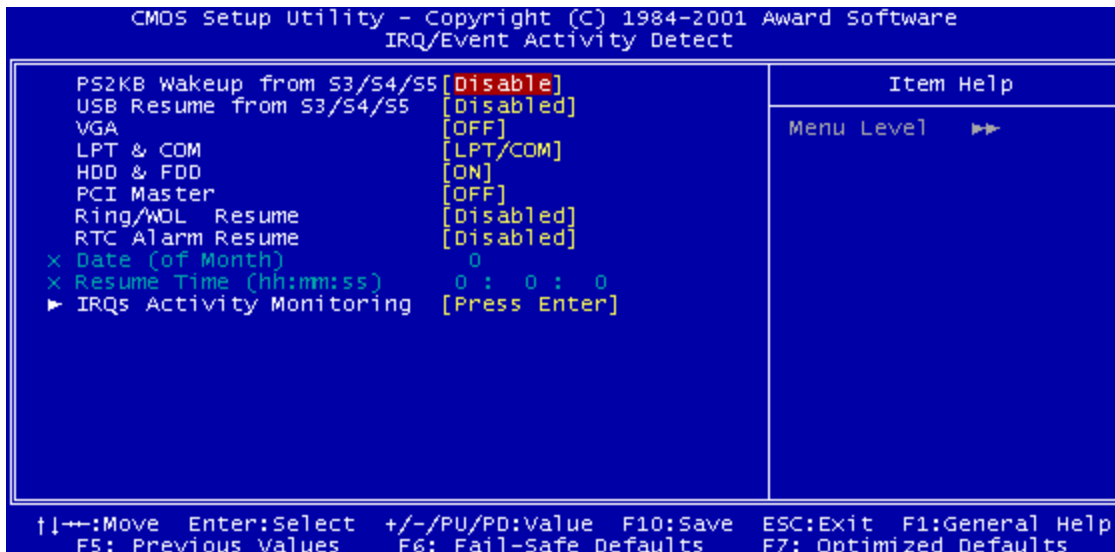 CMOS Setup Utility – Copyright (C) 1984-2001 Award Software
IRQ/Event Activity Detect
PS2KB Wakeup from S3/S4/S5[Disable]
USB Resume from S3/S4/S5 [Disabled]
VGA [OFF]
LPT & COM [LPT/COM]
HDD & FDD [ON]
PCI Master [OFF]
Ring/WOL Resume [Disabled]
RTC Alarm Resume [Disabled]
x Date (of Month) 0
x Resume Time (hh:mm:ss) 0 : 0 : 0
► IRQs Activity Monitoring [Press Enter]
Item Help
Menu Level ►►
↑↓→←:Move Enter:Select +/-/PU/PD:Value F10:Save ESC:Exit F1:General Help
F5: Previous Values F6: Fail-Safe Defaults F7: Optimized Defaults